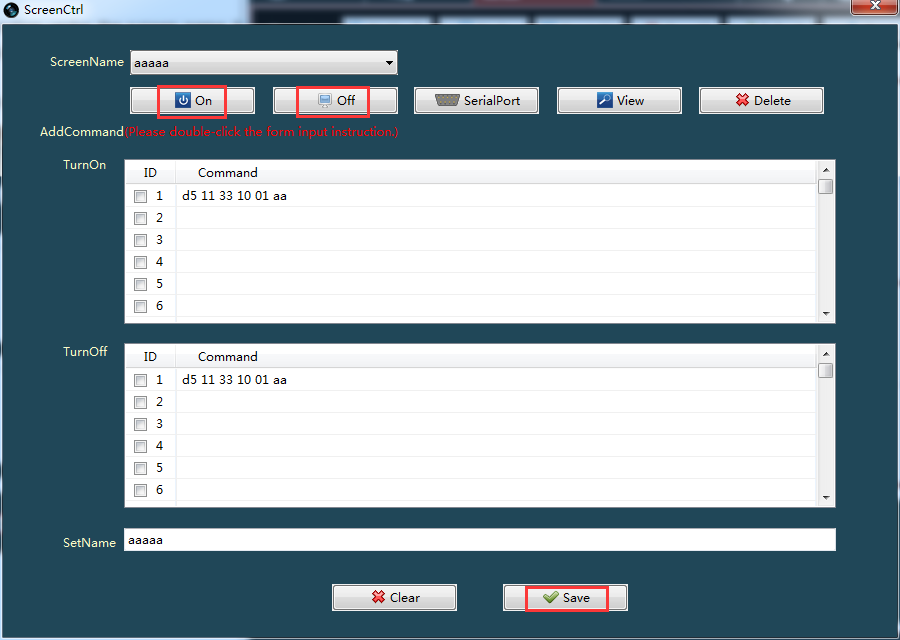 ScreenCtrl
ScreenName aaaaa
On Off SerialPort View Delete
AddCommand(Please double-click the form input instruction.)
TurnOn ID Command
1 d5 11 33 10 01 aa
2
3
4
5
6
TurnOff ID Command
1 d5 11 33 10 01 aa
2
3
4
5
6
SetName aaaaa
Clear Save